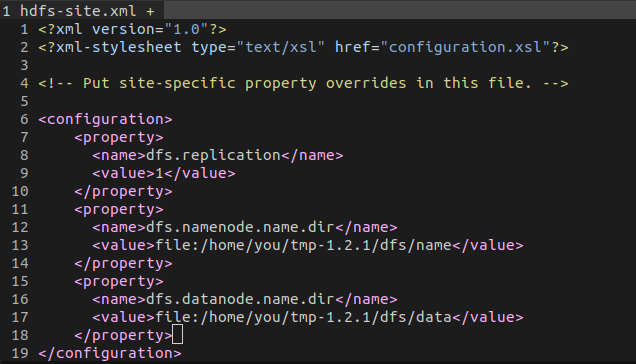 1 hdfs-site.xml +
1 <?xml version="1.0"?>
2 <?xml-stylesheet type="text/xsl" href="configuration.xsl"?>
3
4 <!-- Put site-specific property overrides in this file. -->
5
6 <configuration>
7     <property>
8       <name>dfs.replication</name>
9       <value>1</value>
10     </property>
11     <property>
12       <name>dfs.namenode.name.dir</name>
13       <value>file:/home/you/tmp-1.2.1/dfs/name</value>
14     </property>
15     <property>
16       <name>dfs.datanode.name.dir</name>
17       <value>file:/home/you/tmp-1.2.1/dfs/data</value>
18     </property>
19 </configuration>